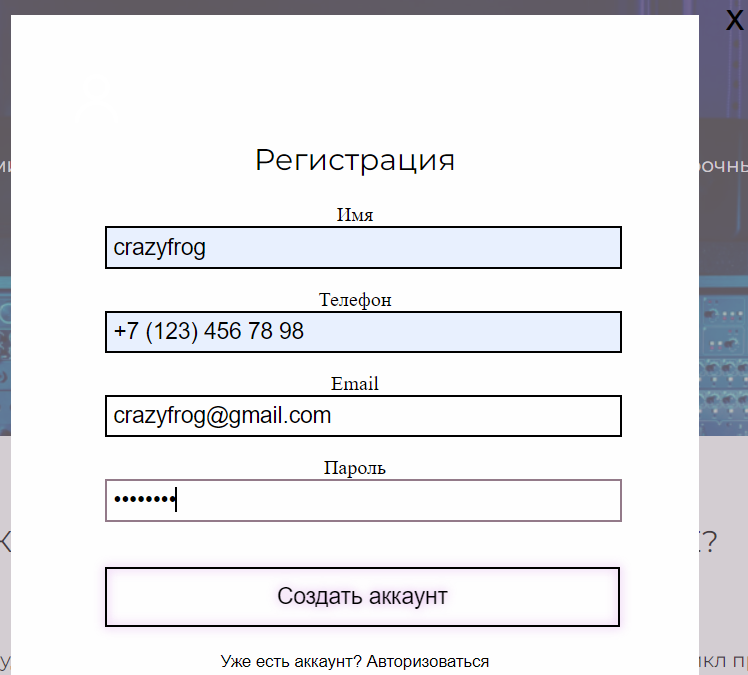 X
Регистрация
Имя
crazyfrog
Телефон
+7 (123) 456 78 98
Email
crazyfrog@gmail.com
Пароль
••••••••
Создать аккаунт
Уже есть аккаунт? Авторизоваться